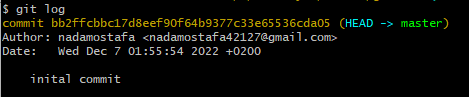 $ git log
commit bb2ffcbbc17d8eef90f64b9377c33e65536cda05 (HEAD -> master)
Author: nadamostafa <nadamostafa42127@gmail.com>
Date:   Wed Dec 7 01:55:54 2022 +0200
    inital commit